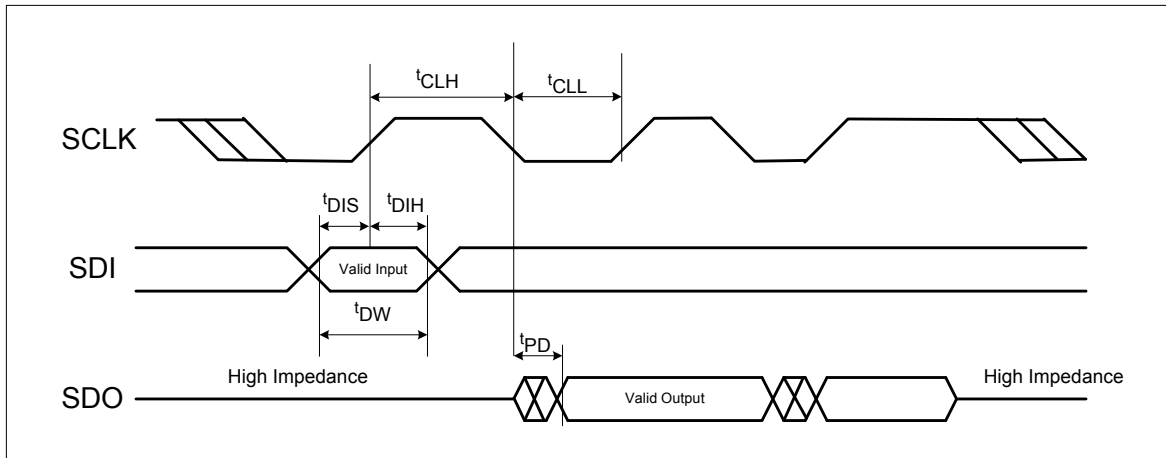 tCLH
tCLL
SCLK
tDIS
tDIH
SDI
Valid Input
tDW
tPD
High Impedance
High Impedance
SDO
Valid Output